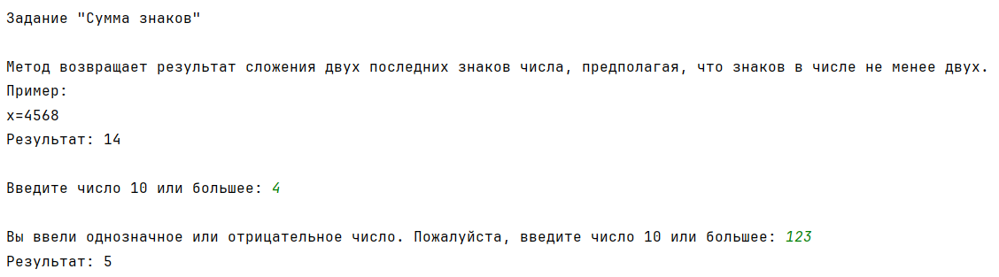 Задание "Сумма знаков"
Метод возвращает результат сложения двух последних знаков числа, предполагая, что знаков в числе не менее двух.
Пример:
x=4568
Результат: 14
Введите число 10 или большее: 4
Вы ввели однозначное или отрицательное число. Пожалуйста, введите число 10 или большее: 123
Результат: 5